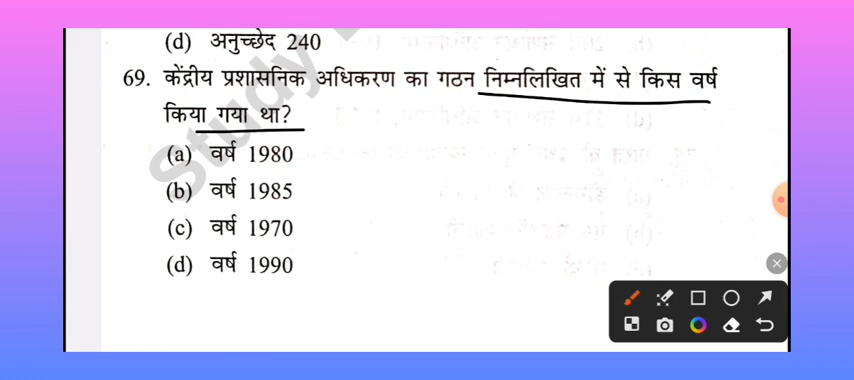 (d) अनुच्छेद 240
69. केंद्रीय प्रशासनिक अधिकरण का गठन निम्नलिखित में से किस वर्ष
किया गया था?
(a) वर्ष 1980
(b) वर्ष 1985
(c) वर्ष 1970
(d) वर्ष 1990
Study